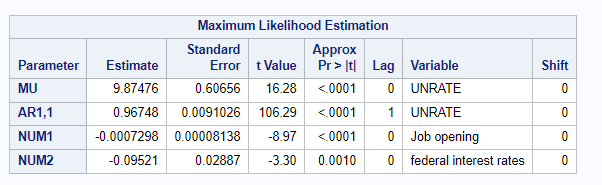 Maximum Likelihood Estimation
Parameter Estimate Standard Error t Value Approx Pr > |t| Lag Variable Shift
MU 9.87476 0.60656 16.28 <.0001 0 UNRATE 0
AR1,1 0.96748 0.0091026 106.29 <.0001 1 UNRATE 0
NUM1 -0.0007298 0.00008138 -8.97 <.0001 0 Job opening 0
NUM2 -0.09521 0.02887 -3.30 0.0010 0 federal interest rates 0